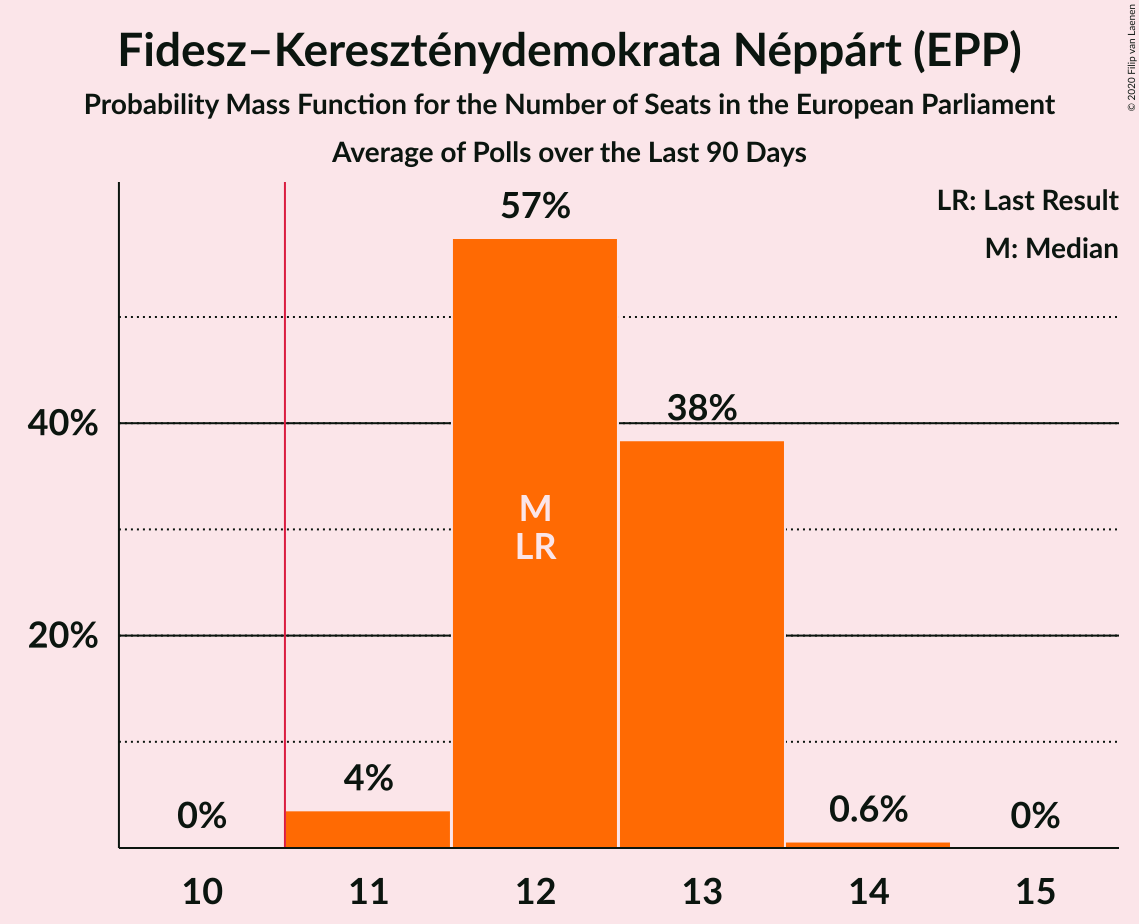 Fidesz–Kereszténydemokrata Néppárt (EPP)
Probability Mass Function for the Number of Seats in the European Parliament
Average of Polls over the Last 90 Days
© 2020 Filip van Laenen
LR: Last Result
M: Median
57%
38%
40%
M
LR
20%
4%
0%
0.6%
0%
10 11 12 13 14 15